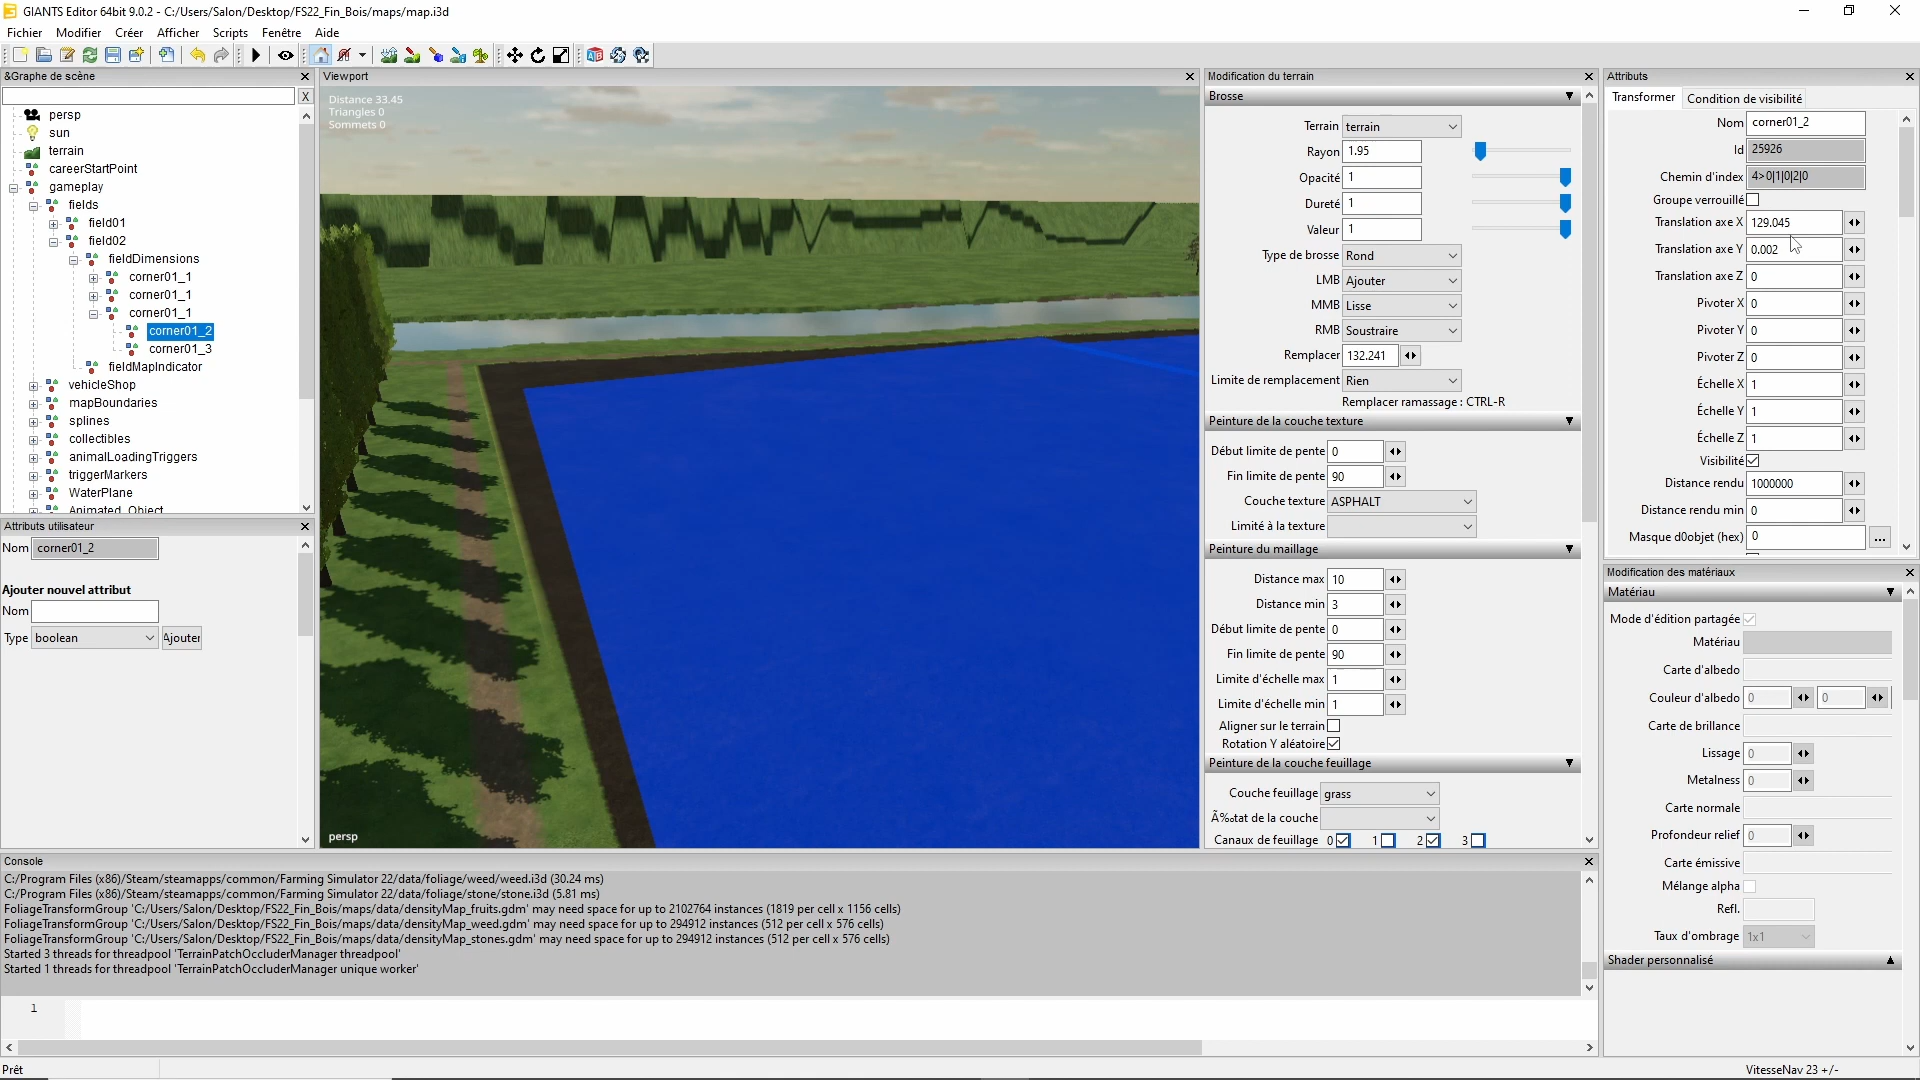 GIANTS Editor 64bit 9.0.2 - C:/Users/Salon/Desktop/FS22_Fin_Bois/maps/map.i3d
Fichier Modifier Créer Afficher Scripts Fenêtre Aide
&Graphe de scène
X
persp
sun
terrain
careerStartPoint
gameplay
fields
field01
field02
fieldDimensions
corner01_1
corner01_1
corner01_1
corner01_2
corner01_3
fieldMapIndicator
vehicleShop
mapBoundaries
splines
collectibles
animalLoadingTriggers
triggerMarkers
WaterPlane
Animated_Object
Attributs utilisateur
Nom corner01_2
Ajouter nouvel attribut
Nom
Type boolean Ajouter
Viewport
Distance 33.45
Triangles 0
Sommets 0
persp
Modification du terrain
Brosse
Terrain terrain
Rayon 1.95
Opacité 1
Dureté 1
Valeur 1
Type de brosse Rond
LMB Ajouter
MMB Lisse
RMB Soustraire
Remplacer 132.241
Limite de remplacement Rien
Remplacer ramassage : CTRL-R
Peinture de la couche texture
Début limite de pente 0
Fin limite de pente 90
Couche texture ASPHALT
Limité à la texture
Peinture du maillage
Distance max 10
Distance min 3
Début limite de pente 0
Fin limite de pente 90
Limite d'échelle max 1
Limite d'échelle min 1
Aligner sur le terrain
Rotation Y aléatoire
Peinture de la couche feuillage
Couche feuillage grass
Ã‰tat de la couche
Canaux de feuillage 0 1 2 3
Attributs
Transformer Condition de visibilité
Nom corner01_2
Id 25926
Chemin d'index 4>0|1|0|2|0
Groupe verrouillé
Translation axe X 129.045
Translation axe Y 0.002
Translation axe Z 0
Pivoter X 0
Pivoter Y 0
Pivoter Z 0
Échelle X 1
Échelle Y 1
Échelle Z 1
Visibilité
Distance rendu 1000000
Distance rendu min 0
Masque d0objet (hex) 0 ...
Modification des matériaux
Matériau
Mode d'édition partagée
Matériau
Carte d'albedo
Couleur d'albedo 0 0
Carte de brillance
Lissage 0
Metalness 0
Carte normale
Profondeur relief 0
Carte émissive
Mélange alpha
Refl.
Taux d'ombrage 1x1
Shader personnalisé
Console
C:/Program Files (x86)/Steam/steamapps/common/Farming Simulator 22/data/foliage/weed/weed.i3d (30.24 ms)
C:/Program Files (x86)/Steam/steamapps/common/Farming Simulator 22/data/foliage/stone/stone.i3d (5.81 ms)
FoliageTransformGroup 'C:/Users/Salon/Desktop/FS22_Fin_Bois/maps/data/densityMap_fruits.gdm' may need space for up to 2102764 instances (1819 per cell x 1156 cells)
FoliageTransformGroup 'C:/Users/Salon/Desktop/FS22_Fin_Bois/maps/data/densityMap_weed.gdm' may need space for up to 294912 instances (512 per cell x 576 cells)
FoliageTransformGroup 'C:/Users/Salon/Desktop/FS22_Fin_Bois/maps/data/densityMap_stones.gdm' may need space for up to 294912 instances (512 per cell x 576 cells)
Started 3 threads for threadpool 'TerrainPatchOccluderManager threadpool'
Started 1 threads for threadpool 'TerrainPatchOccluderManager unique worker'
1
Prêt
VitesseNav 23 +/-